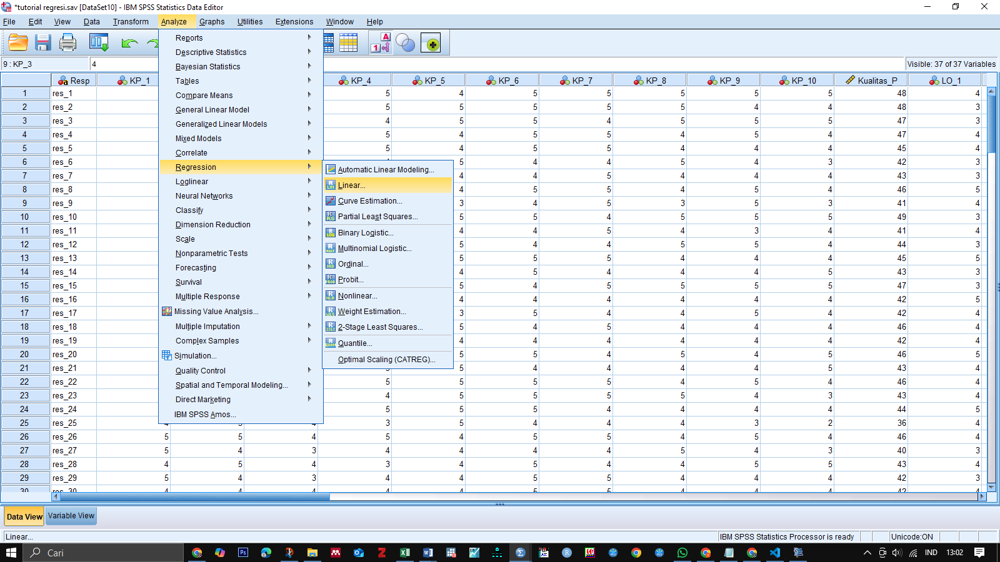 *tutorial regresi.sav [DataSet10] - IBM SPSS Statistics Data Editor
File Edit View Data Transform Analyze Graphs Utilities Extensions Window Help
9 : KP_3 4 Visible: 37 of 37 Variables
Reports
Descriptive Statistics
Bayesian Statistics
Tables
Compare Means
General Linear Model
Generalized Linear Models
Mixed Models
Correlate
Regression
Loglinear
Neural Networks
Classify
Dimension Reduction
Scale
Nonparametric Tests
Forecasting
Survival
Multiple Response
Missing Value Analysis...
Multiple Imputation
Complex Samples
Simulation...
Quality Control
Spatial and Temporal Modeling...
Direct Marketing
IBM SPSS Amos...
Automatic Linear Modeling...
Linear...
Curve Estimation...
Partial Least Squares...
Binary Logistic...
Multinomial Logistic...
Ordinal...
Probit...
Nonlinear...
Weight Estimation...
2-Stage Least Squares...
Quantile...
Optimal Scaling (CATREG)...
Resp KP_1 KP_4 KP_5 KP_6 KP_7 KP_8 KP_9 KP_10 Kualitas_P LO_1
1 res_1 5 4 5 5 5 5 5 48 4
2 res_2 5 5 5 5 5 4 4 48 3
3 res_3 4 5 5 4 5 5 5 47 3
4 res_4 5 4 5 5 4 5 4 47 4
5 res_5 5 4 5 5 4 4 4 45 4
6 res_6 5 4 4 5 4 3 42 3
7 res_7 5 4 5 4 4 4 43 3
8 res_8 5 4 5 4 5 4 46 5
9 res_9 3 4 5 3 5 3 41 4
10 res_10 5 5 4 5 5 5 49 3
11 res_11 4 4 5 4 3 4 41 4
12 res_12 4 4 4 5 5 4 44 3
13 res_13 5 5 5 4 4 4 45 5
14 res_14 4 5 4 4 4 5 43 3
15 res_15 5 4 5 4 5 5 47 3
16 res_16 4 4 4 4 4 4 42 5
17 res_17 3 5 4 4 5 4 42 4
18 res_18 5 4 5 4 4 4 46 4
19 res_19 4 4 4 4 4 4 42 4
20 res_20 5 5 4 5 4 5 46 5
21 res_21 5 4 4 4 4 5 43 4
22 res_22 5 5 5 4 4 5 4 46 4
23 res_23 4 5 5 5 5 4 3 43 4
24 res_24 5 5 5 4 4 4 4 44 5
25 res_25 4 4 3 5 4 4 4 3 2 36 4
26 res_26 5 5 4 5 4 5 5 4 5 4 46 4
27 res_27 5 4 3 4 4 4 4 5 4 3 40 3
28 res_28 4 5 4 3 4 5 4 4 5 5 43 4
29 res_29 5 4 3 4 4 5 5 4 4 4 42 3
30 res_30 4 4 4 4 4 5 5 4 4 4 42 4
Data View Variable View
Linear... IBM SPSS Statistics Processor is ready Unicode:ON
Cari IND 13:02